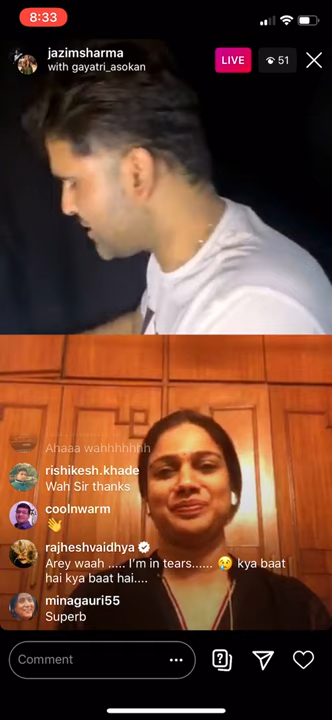 8:33
jazimsharma
with gayatri_asokan
LIVE
51
Ahaaa wahhhhhhh
rishikesh.khade
Wah Sir thanks
coolnwarm
👋
rajheshvaidhya
Arey waah ..... I'm in tears...... 😢 kya baat
hai kya baat hai....
minagauri55
Superb
Comment